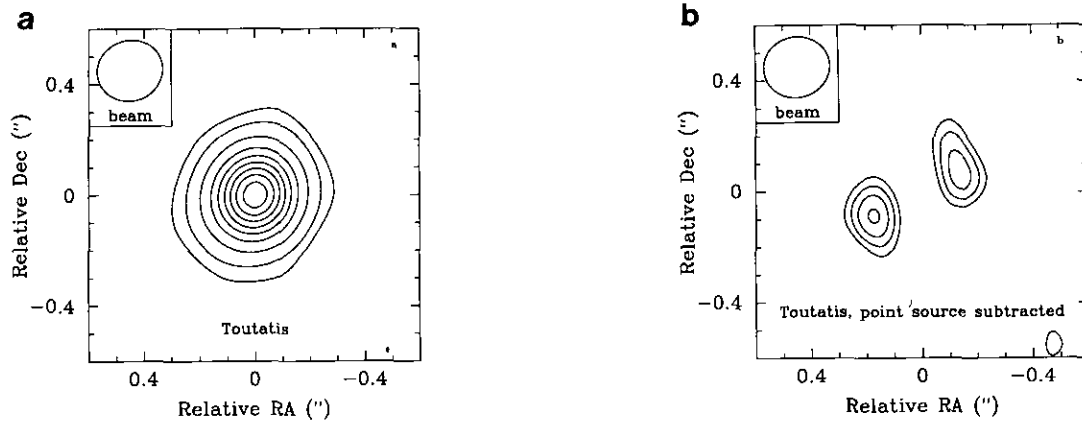 a
a
0.4
beam
0
Relative Dec (")
−0.4
Toutatis
0.4
0
−0.4
Relative RA (")
b
b
0.4
beam
0
Relative Dec (")
−0.4
Toutatis, point source subtracted
0.4
0
−0.4
Relative RA (")